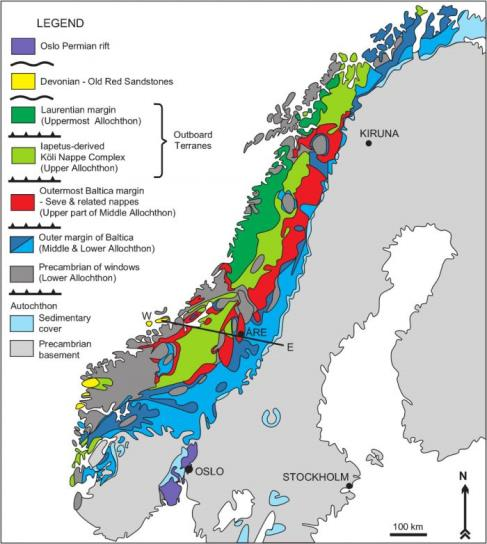 LEGEND
Oslo Permian rift
Devonian - Old Red Sandstones
Laurentian margin
(Uppermost Allochthon)
Outboard
Terranes
Iapetus-derived
Köli Nappe Complex
(Upper Allochthon)
Outermost Baltica margin
- Seve & related nappes
(Upper part of Middle Allochthon)
Outer margin of Baltica
(Middle & Lower Allochthon)
Precambrian of windows
(Lower Allochthon)
Autochthon
Sedimentary
cover
Precambrian
basement
KIRUNA
W
ÅRE
E
OSLO
STOCKHOLM
N
100 km